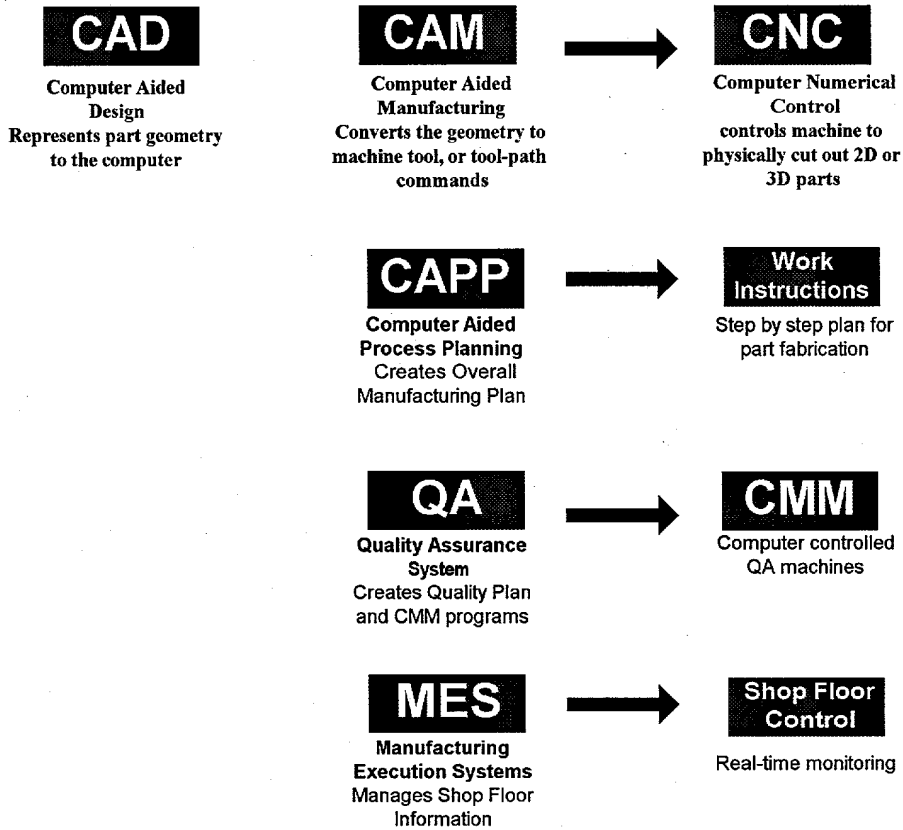 CAD
Computer Aided
Design
Represents part geometry
to the computer
CAM
Computer Aided
Manufacturing
Converts the geometry to
machine tool, or tool-path
commands
CNC
Computer Numerical
Control
controls machine to
physically cut out 2D or
3D parts
CAPP
Computer Aided
Process Planning
Creates Overall
Manufacturing Plan
Work
Instructions
Step by step plan for
part fabrication
QA
Quality Assurance
System
Creates Quality Plan
and CMM programs
CMM
Computer controlled
QA machines
MES
Manufacturing
Execution Systems
Manages Shop Floor
Information
Shop Floor
Control
Real-time monitoring